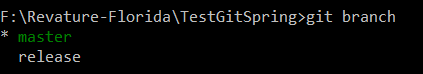 F:\Revature-Florida\TestGitSpring>git branch
* master
  release